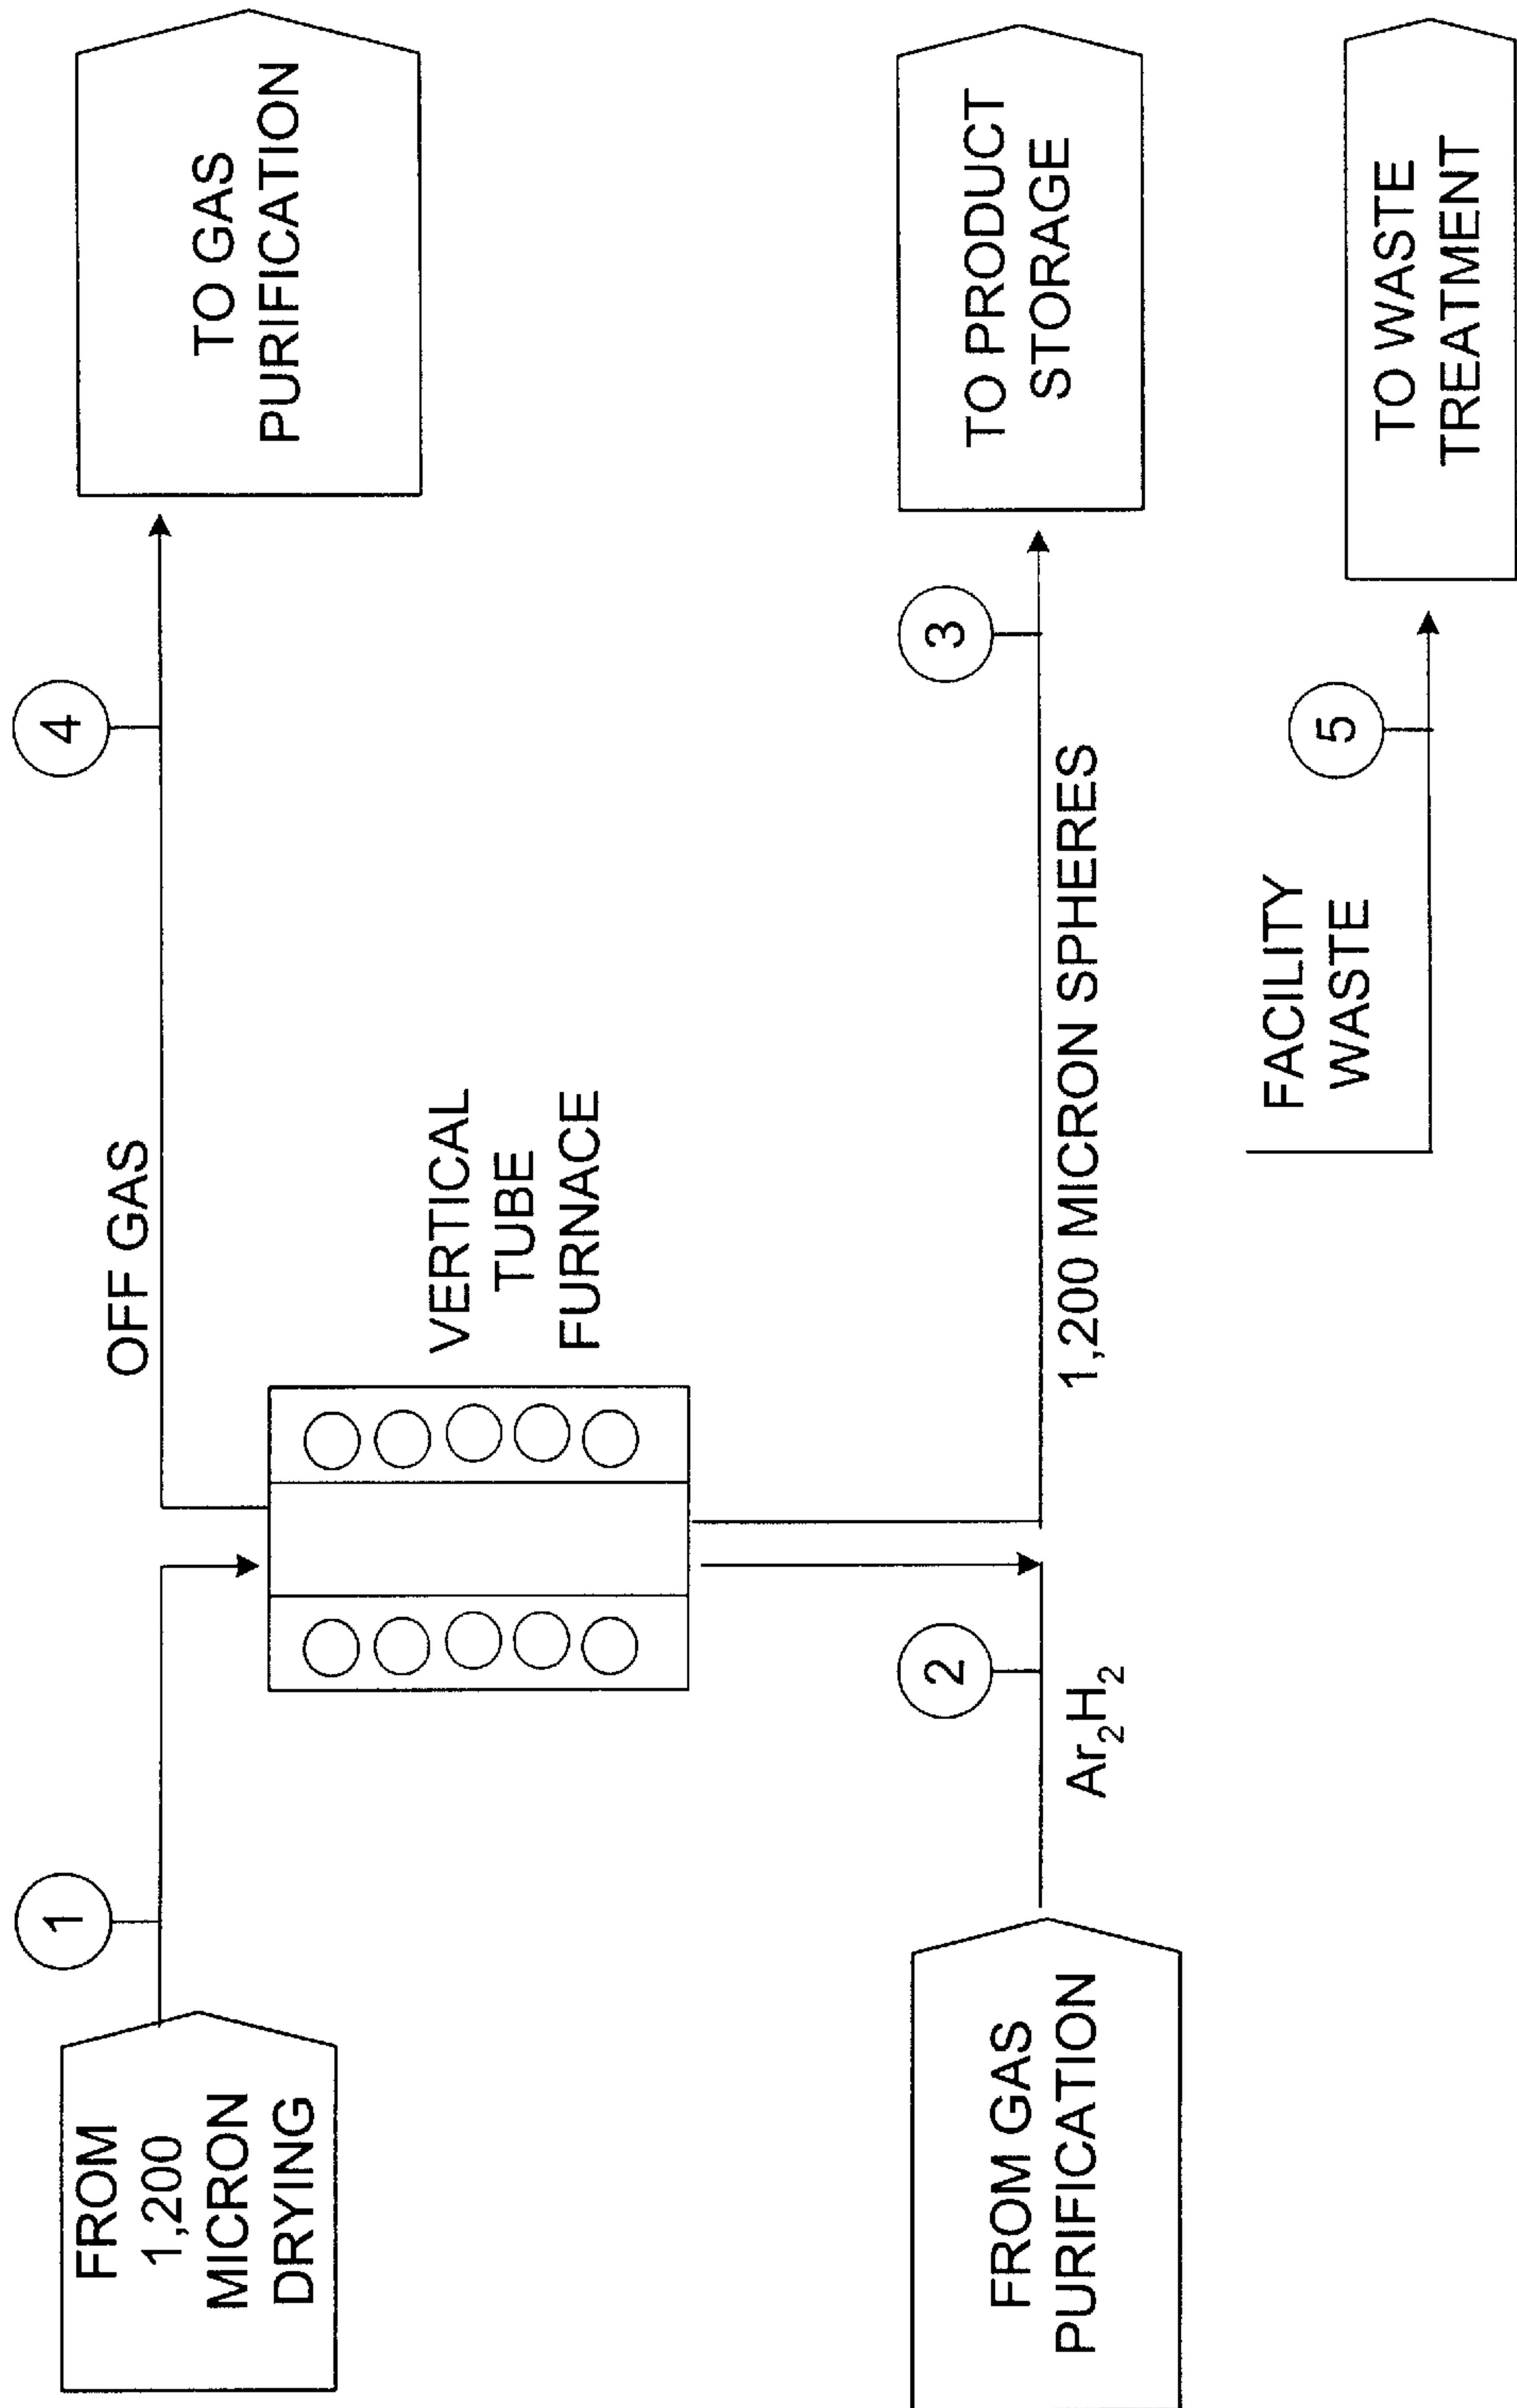 FROM
1,200
MICRON
DRYING
1
OFF GAS
4
TO GAS
PURIFICATION
VERTICAL
TUBE
FURNACE
FROM GAS
PURIFICATION
2
Ar₂H₂
1,200 MICRON SPHERES
3
TO PRODUCT
STORAGE
FACILITY
WASTE
5
TO WASTE
TREATMENT